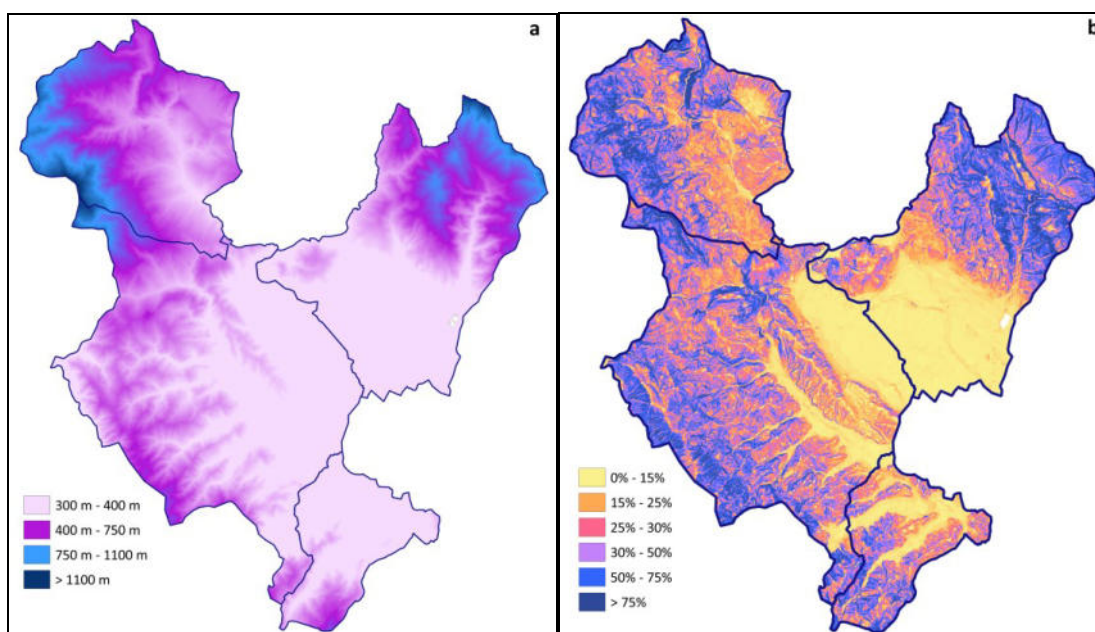 a
300 m - 400 m
400 m - 750 m
750 m - 1100 m
> 1100 m
b
0% - 15%
15% - 25%
25% - 30%
30% - 50%
50% - 75%
> 75%